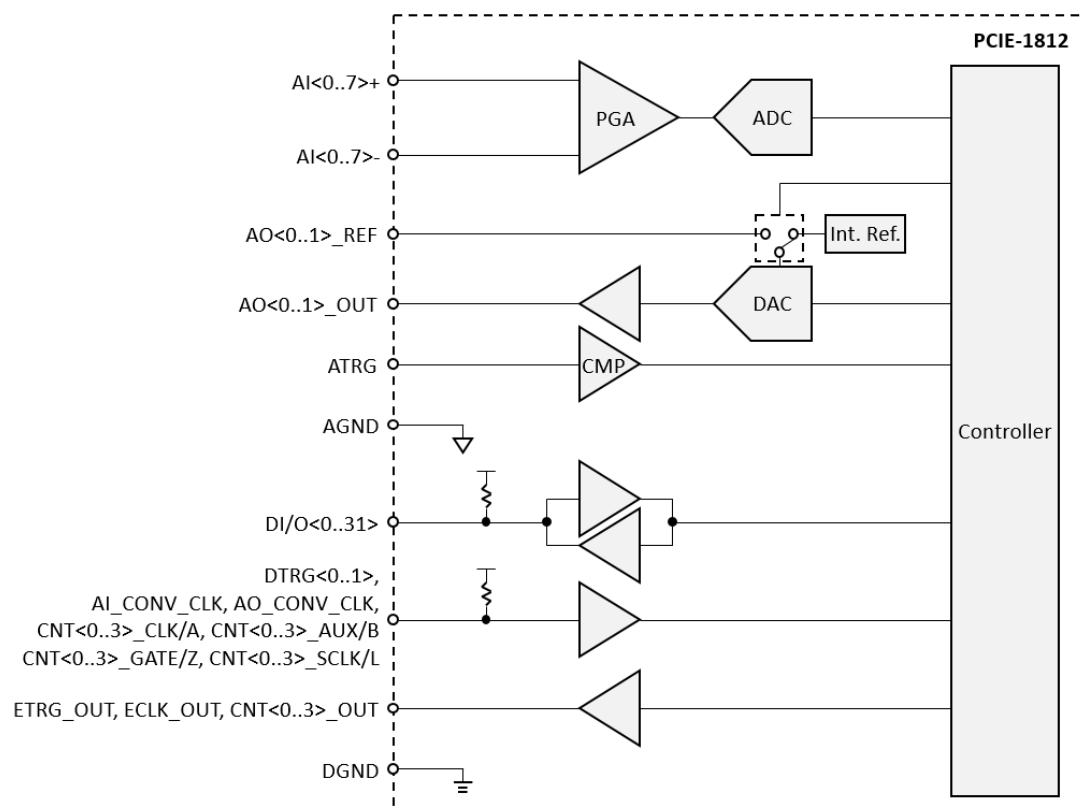 PCIE-1812
AI<0..7>+
PGA
ADC
AI<0..7>-
AO<0..1>_REF
Int. Ref.
AO<0..1>_OUT
DAC
ATRG
CMP
AGND
Controller
DI/O<0..31>
DTRG<0..1>,
AI_CONV_CLK, AO_CONV_CLK,
CNT<0..3>_CLK/A, CNT<0..3>_AUX/B
CNT<0..3>_GATE/Z, CNT<0..3>_SCLK/L
ETRG_OUT, ECLK_OUT, CNT<0..3>_OUT
DGND